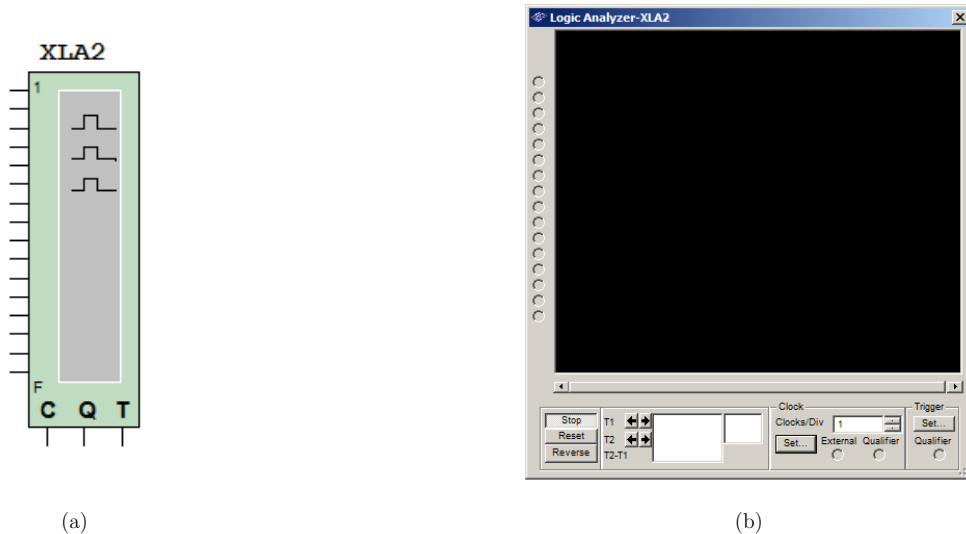 XLA2
1
F
C Q T
(a)
Logic Analyzer-XLA2
Stop
Reset
Reverse
T1
T2
T2-T1
Clock
Clocks/Div 1
Set... External Qualifier
Trigger
Set...
Qualifier
(b)